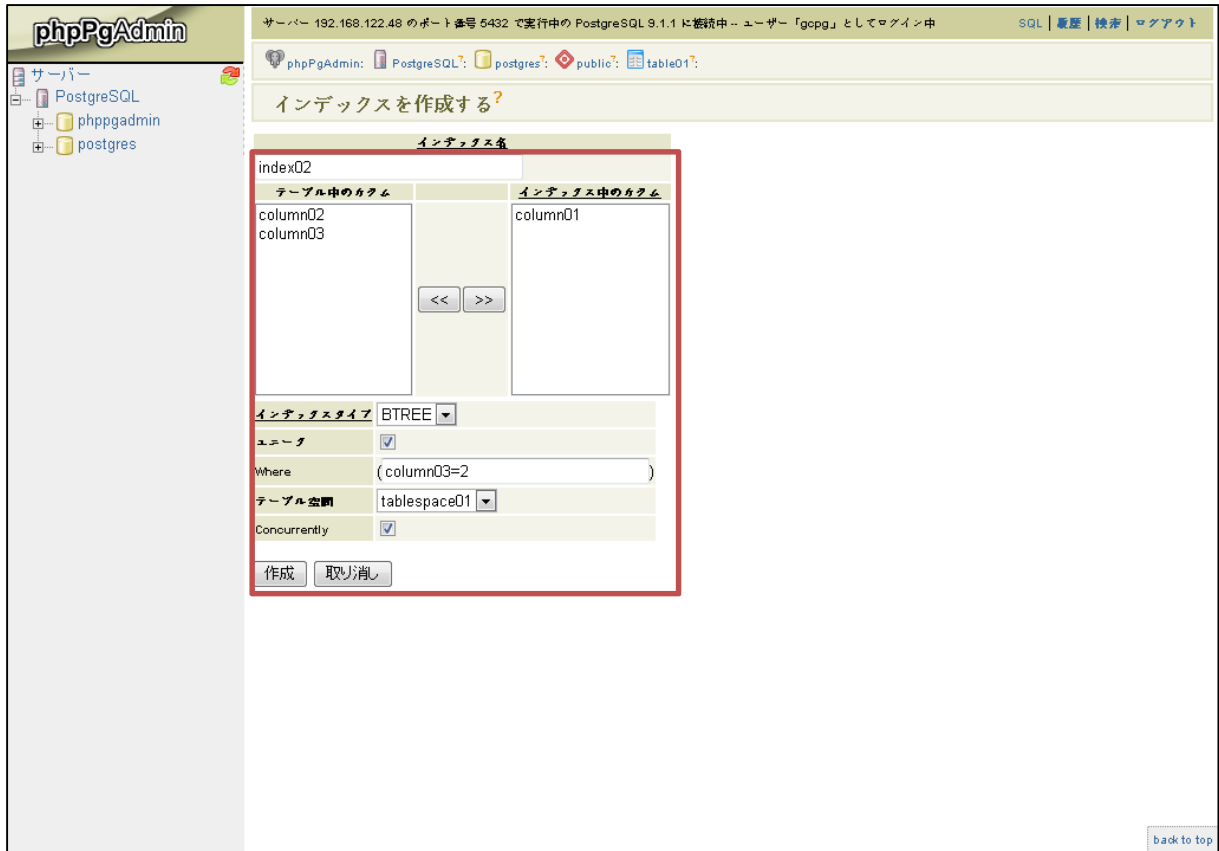 phpPgAdmin
サーバー 192.168.122.48 のポート番号 5432 で実行中の PostgreSQL 9.1.1 に接続中 -- ユーザー「gcpg」としてログイン中
SQL | 履歴 | 検索 | ログアウト
phpPgAdmin: PostgreSQL?: postgres?: public?: table01?:
サーバー
PostgreSQL
phppgadmin
postgres
インデックスを作成する?
インデックス名
index02
テーブル中のカラム インデックス中のカラム
column02 column01
column03
<< >>
インデックスタイプ BTREE
ユニーク
Where (column03=2)
テーブル空間 tablespace01
Concurrently
作成 取り消し
back to top